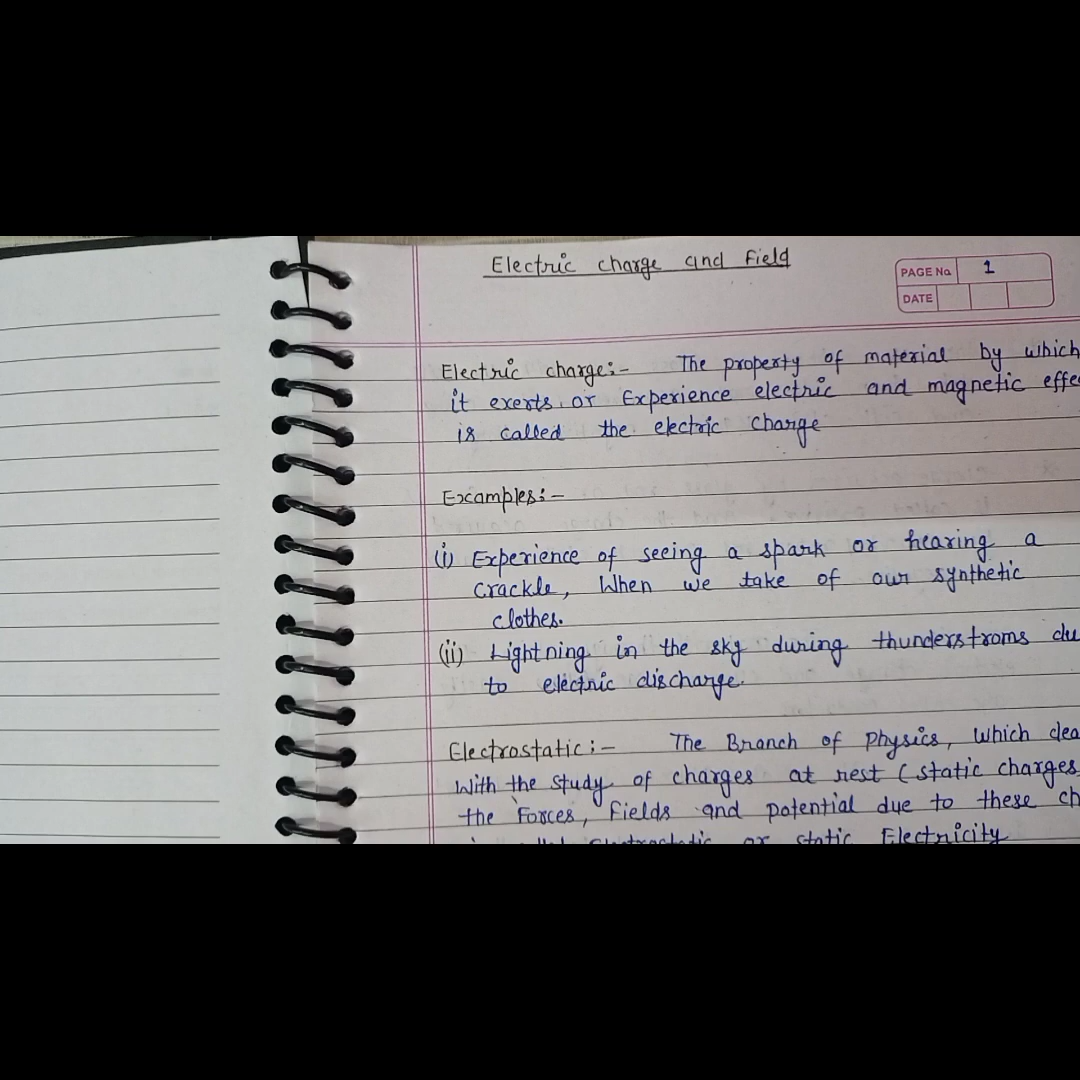 Electric charge and Field
PAGE No 1
DATE
Electric charge:- The property of material by which
it exerts or Experience electric and magnetic effe
is called the electric charge
Examples:-
(i) Experience of seeing a spark or hearing a
crackle, When we take of our synthetic
clothes.
(ii) Lightning in the sky during thunderstroms du
to electric discharge.
Electrostatic:- The Branch of Physics, Which dea
With the study of charges at rest (static charges
the Forces, Fields and potential due to these ch
or static Electricity